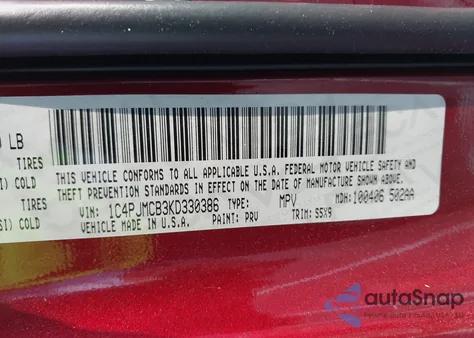 LB
TIRES
COLD
TIRES
SI) COLD
THIS VEHICLE CONFORMS TO ALL APPLICABLE U.S.A. FEDERAL MOTOR VEHICLE SAFETY AND
THEFT PREVENTION STANDARDS IN EFFECT ON THE DATE OF MANUFACTURE SHOWN ABOVE.
VIN: 1C4PJMCB3KD330386 TYPE: MPV MDH: 100406 502AA
VEHICLE MADE IN U.S.A. PAINT: PRV TRIM: S5X9
autoSnap